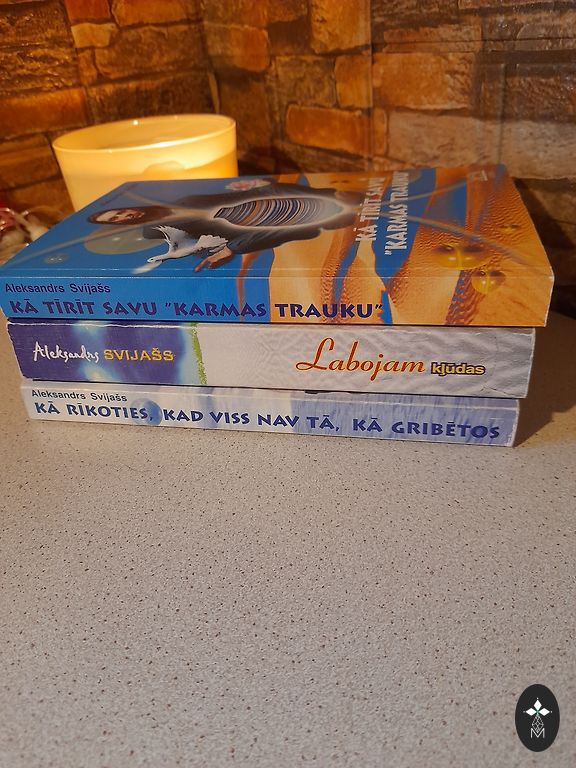 KĀ TĪRĪT SAVU
"KARMAS TRAUKU"
Aleksandrs Svijašs
KĀ TĪRĪT SAVU "KARMAS TRAUKU"
Aleksandrs SVIJAŠS
Labojam kļūdas
Aleksandrs Svijašs
KĀ RĪKOTIES, KAD VISS NAV TĀ, KĀ GRIBĒTOS
M